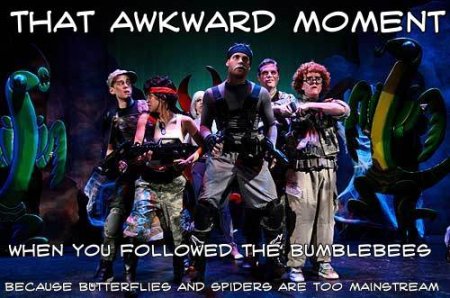 THAT AWKWARD MOMENT
WHEN YOU FOLLOWED THE BUMBLEBEES
BECAUSE BUTTERFLIES AND SPIDERS ARE TOO MAINSTREAM